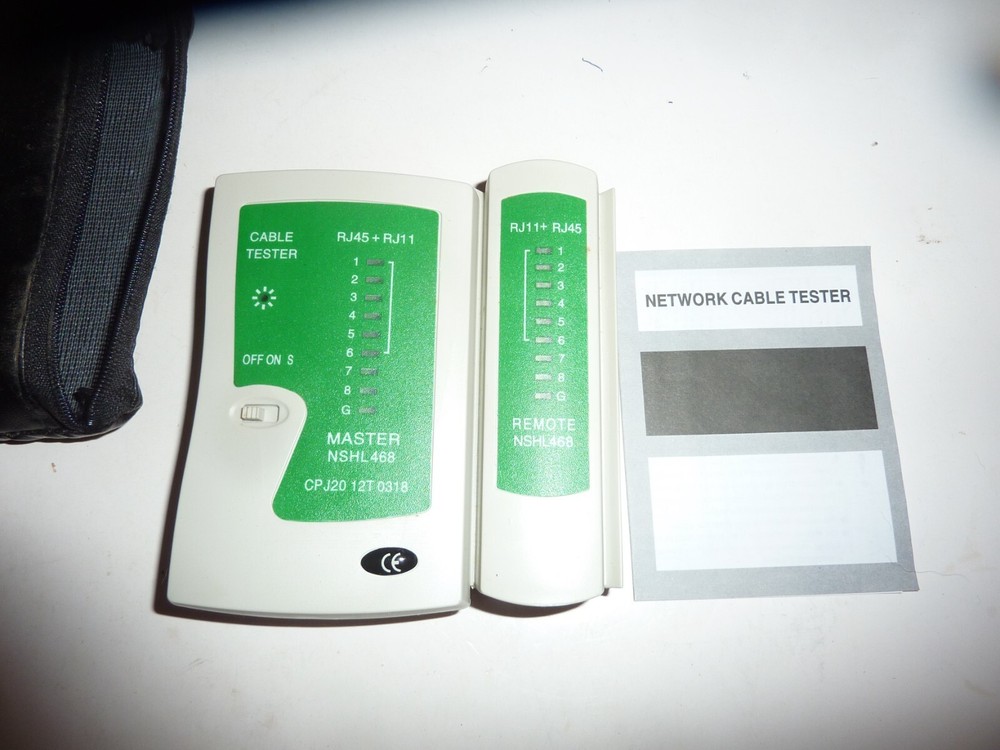 CABLE
TESTER
OFF ON S
RJ45 + RJ11
1
2
3
4
5
6
7
8
G
MASTER
NSHL468
CPJ20 12T 0318
CE
RJ11+ RJ45
1
2
3
4
5
6
7
8
G
REMOTE
NSHL468
NETWORK CABLE TESTER